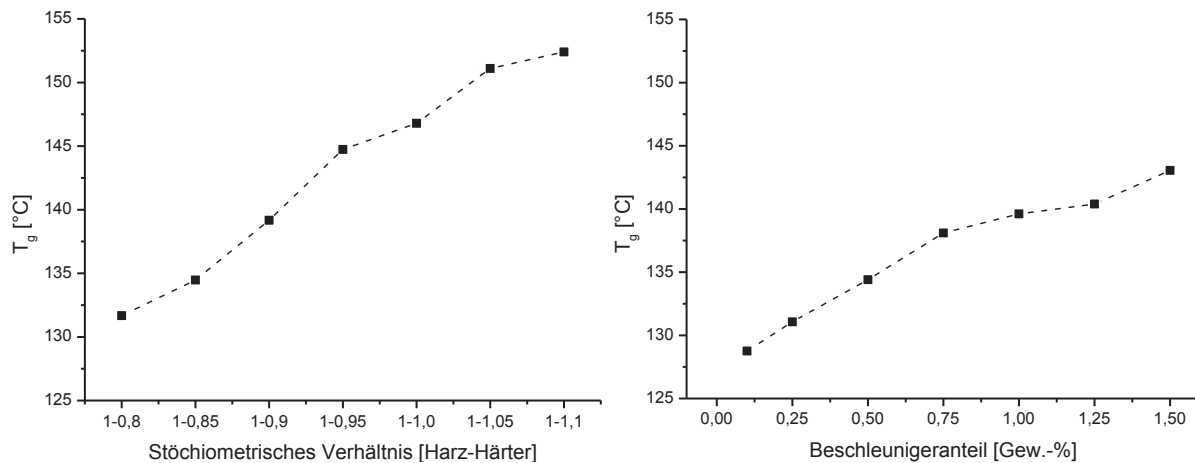 155
150
145
140
135
130
125
T_g [°C]
1-0,8 1-0,85 1-0,9 1-0,95 1-1,0 1-1,05 1-1,1
Stöchiometrisches Verhältnis [Harz-Härter]
155
150
145
140
135
130
125
T_g [°C]
0,00 0,25 0,50 0,75 1,00 1,25 1,50
Beschleunigeranteil [Gew.-%]